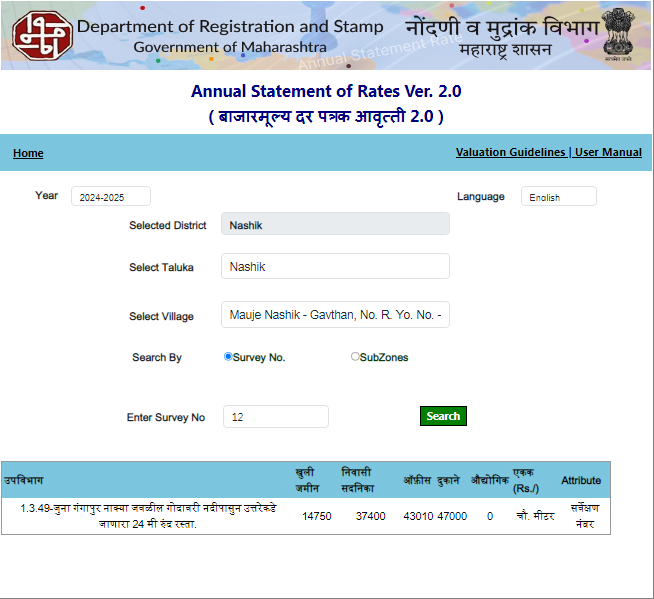 Department of Registration and Stamp
Government of Maharashtra
नोंदणी व मुद्रांक विभाग
महाराष्ट्र शासन
Annual Statement Rate
Annual Statement of Rates Ver. 2.0
( बाजारमूल्य दर पत्रक आवृत्ती 2.0 )
Home
Valuation Guidelines | User Manual
Year 2024-2025 Language English
Selected District Nashik
Select Taluka Nashik
Select Village Mauje Nashik - Gavthan, No. R. Yo. No. -
Search By Survey No. SubZones
Enter Survey No 12 Search
उपविभाग खुली जमीन निवासी सदनिका ऑफ़ीस दुकाने औद्योगिक एकक (Rs./) Attribute
1.3.49-जुना गंगापुर नाक्या जवळील गोदावरी नदीपासुन उत्तरेकडे
जाणारा 24 मी रुंद रस्ता. 14750 37400 43010 47000 0 चौ. मीटर सर्वेक्षण नंबर